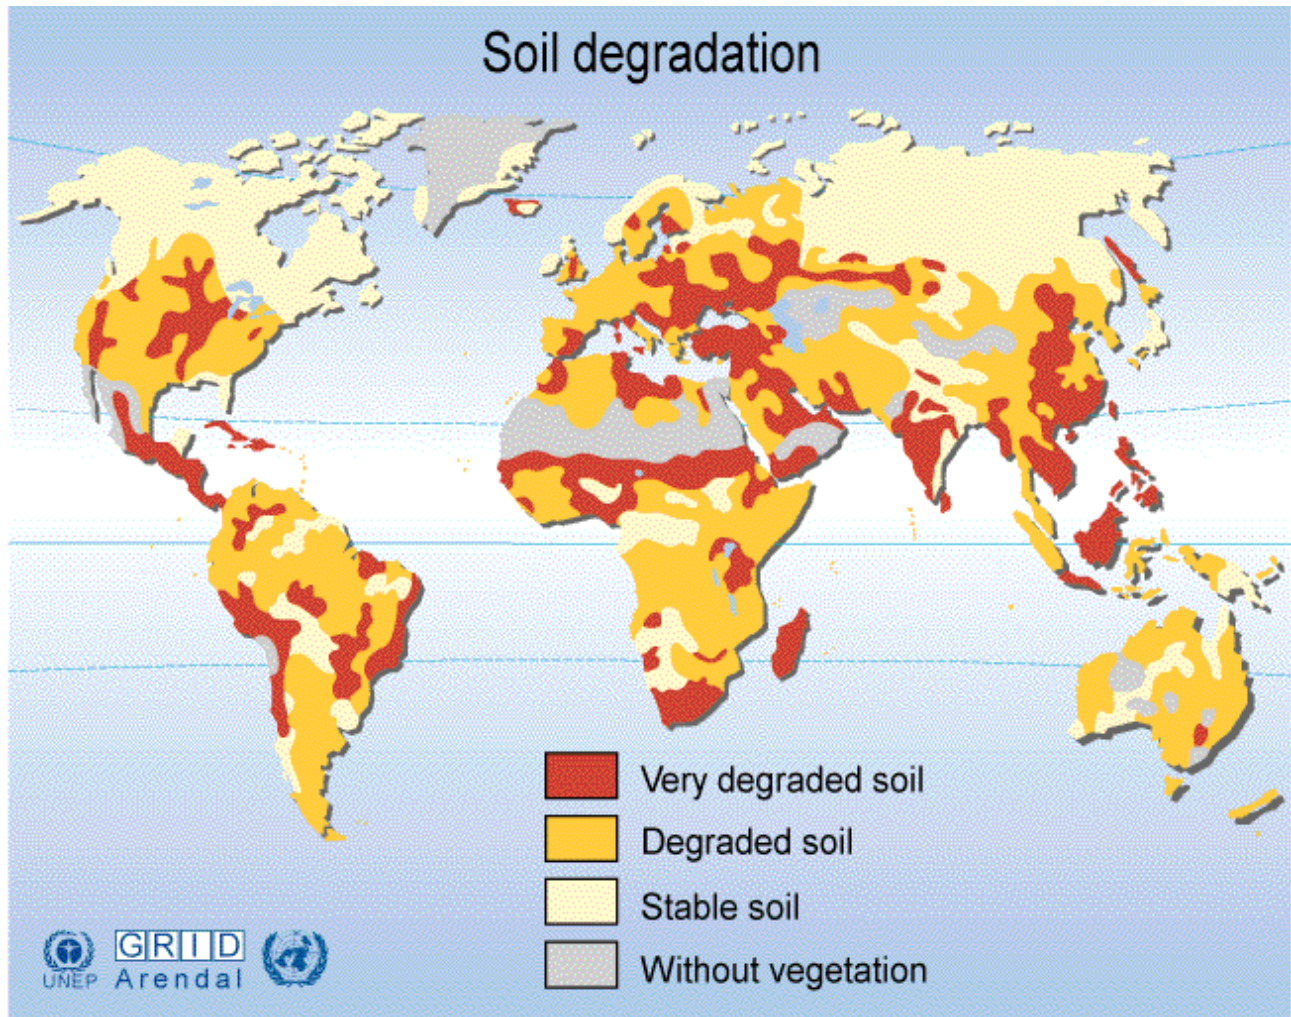 Soil degradation
Very degraded soil
Degraded soil
Stable soil
Without vegetation
UNEP
GRID
Arendal